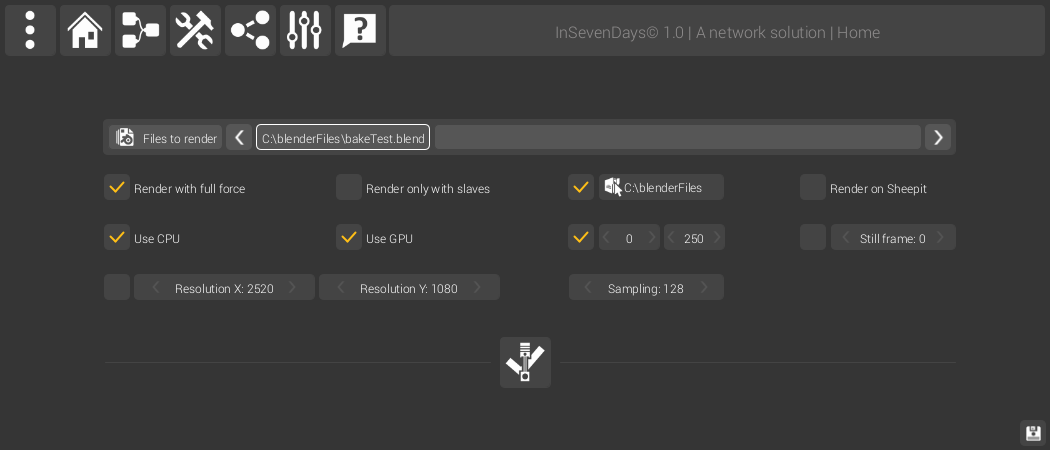 InSevenDays© 1.0 | A network solution | Home
Files to render
C:\blenderFiles\bakeTest.blend
Render with full force
Render only with slaves
C:\blenderFiles
Render on Sheepit
Use CPU
Use GPU
0
250
Still frame: 0
Resolution X: 2520
Resolution Y: 1080
Sampling: 128